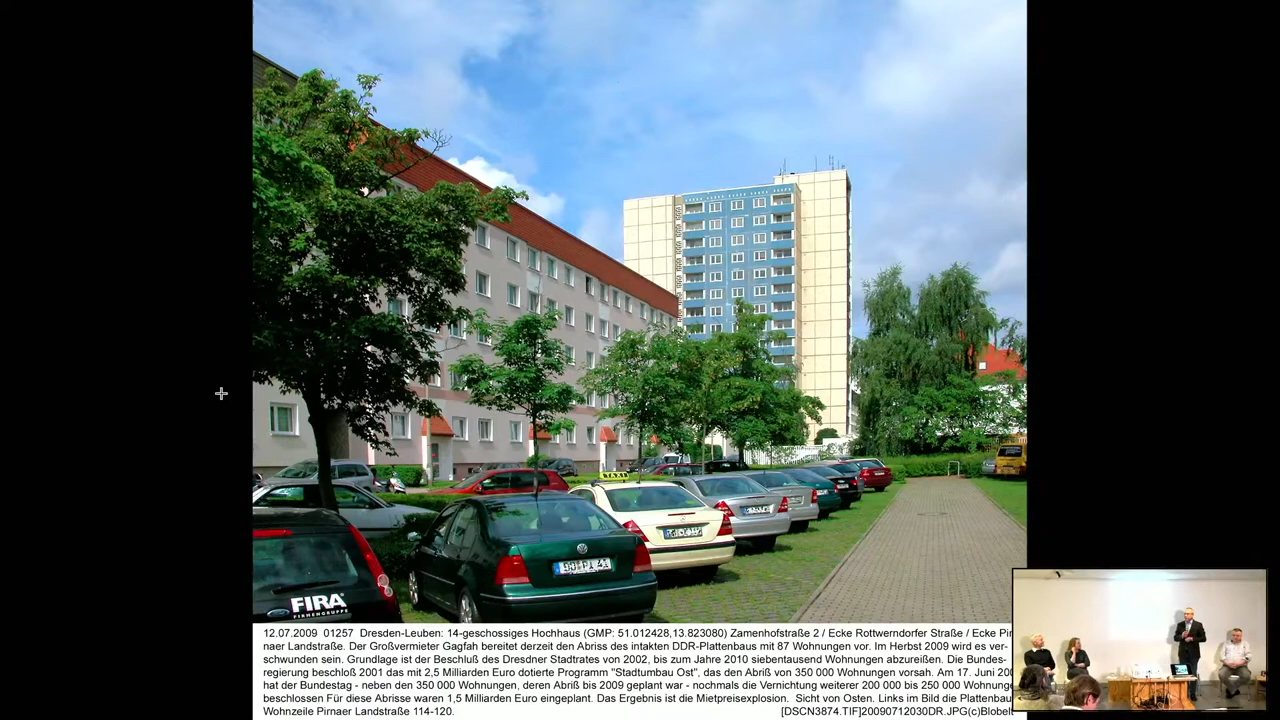 TAXI
FIRA
FIRMENGRUPPE
12.07.2009 01257 Dresden-Leuben: 14-geschossiges Hochhaus (GMP: 51.012428,13.823080) Zamenhofstraße 2 / Ecke Rottwerndorfer Straße / Ecke Pir
naer Landstraße. Der Großvermieter Gagfah bereitet derzeit den Abriss des intakten DDR-Plattenbaus mit 87 Wohnungen vor. Im Herbst 2009 wird es ver-
schwunden sein. Grundlage ist der Beschluß des Dresdner Stadtrates von 2002, bis zum Jahre 2010 siebentausend Wohnungen abzureißen. Die Bundes-
regierung beschloß 2001 das mit 2,5 Milliarden Euro dotierte Programm "Stadtumbau Ost", das den Abriß von 350 000 Wohnungen vorsah. Am 17. Juni 200
hat der Bundestag - neben den 350 000 Wohnungen, deren Abriß bis 2009 geplant war - nochmals die Vernichtung weiterer 200 000 bis 250 000 Wohnunge
beschlossen Für diese Abrisse waren 1,5 Milliarden Euro eingeplant. Das Ergebnis ist die Mietpreisexplosion. Sicht von Osten. Links im Bild die Plattenbau
Wohnzeile Pirnaer Landstraße 114-120. [DSCN3874.TIF]20090712030DR.JPG(c)Blobelt